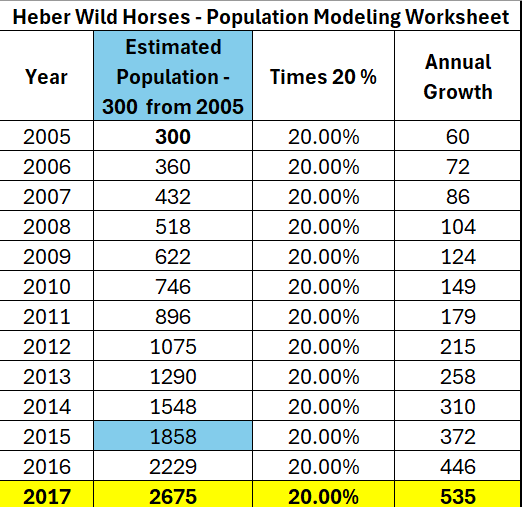 Heber Wild Horses - Population Modeling Worksheet
Year Estimated Population - 300 from 2005 Times 20 % Annual Growth
2005 300 20.00% 60
2006 360 20.00% 72
2007 432 20.00% 86
2008 518 20.00% 104
2009 622 20.00% 124
2010 746 20.00% 149
2011 896 20.00% 179
2012 1075 20.00% 215
2013 1290 20.00% 258
2014 1548 20.00% 310
2015 1858 20.00% 372
2016 2229 20.00% 446
2017 2675 20.00% 535